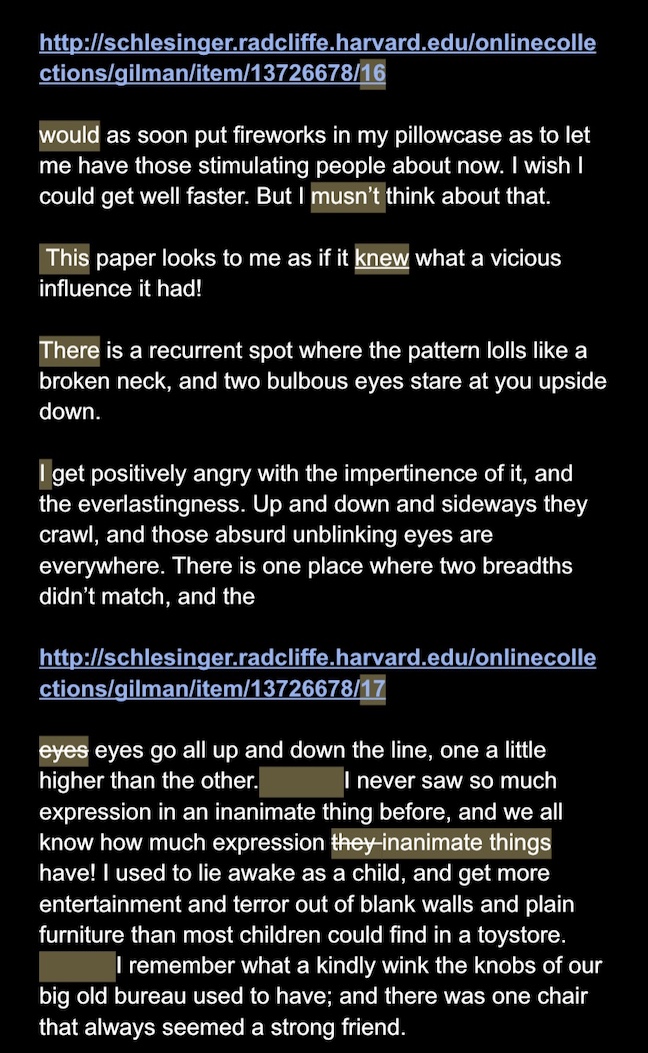 http://schlesinger.radcliffe.harvard.edu/onlinecolle
ctions/gilman/item/13726678/16
would as soon put fireworks in my pillowcase as to let
me have those stimulating people about now. I wish I
could get well faster. But I musn't think about that.
This paper looks to me as if it knew what a vicious
influence it had!
There is a recurrent spot where the pattern lolls like a
broken neck, and two bulbous eyes stare at you upside
down.
I get positively angry with the impertinence of it, and
the everlastingness. Up and down and sideways they
crawl, and those absurd unblinking eyes are
everywhere. There is one place where two breadths
didn't match, and the
http://schlesinger.radcliffe.harvard.edu/onlinecolle
ctions/gilman/item/13726678/17
eyes eyes go all up and down the line, one a little
higher than the other. I never saw so much
expression in an inanimate thing before, and we all
know how much expression they inanimate things
have! I used to lie awake as a child, and get more
entertainment and terror out of blank walls and plain
furniture than most children could find in a toystore.
I remember what a kindly wink the knobs of our
big old bureau used to have; and there was one chair
that always seemed a strong friend.